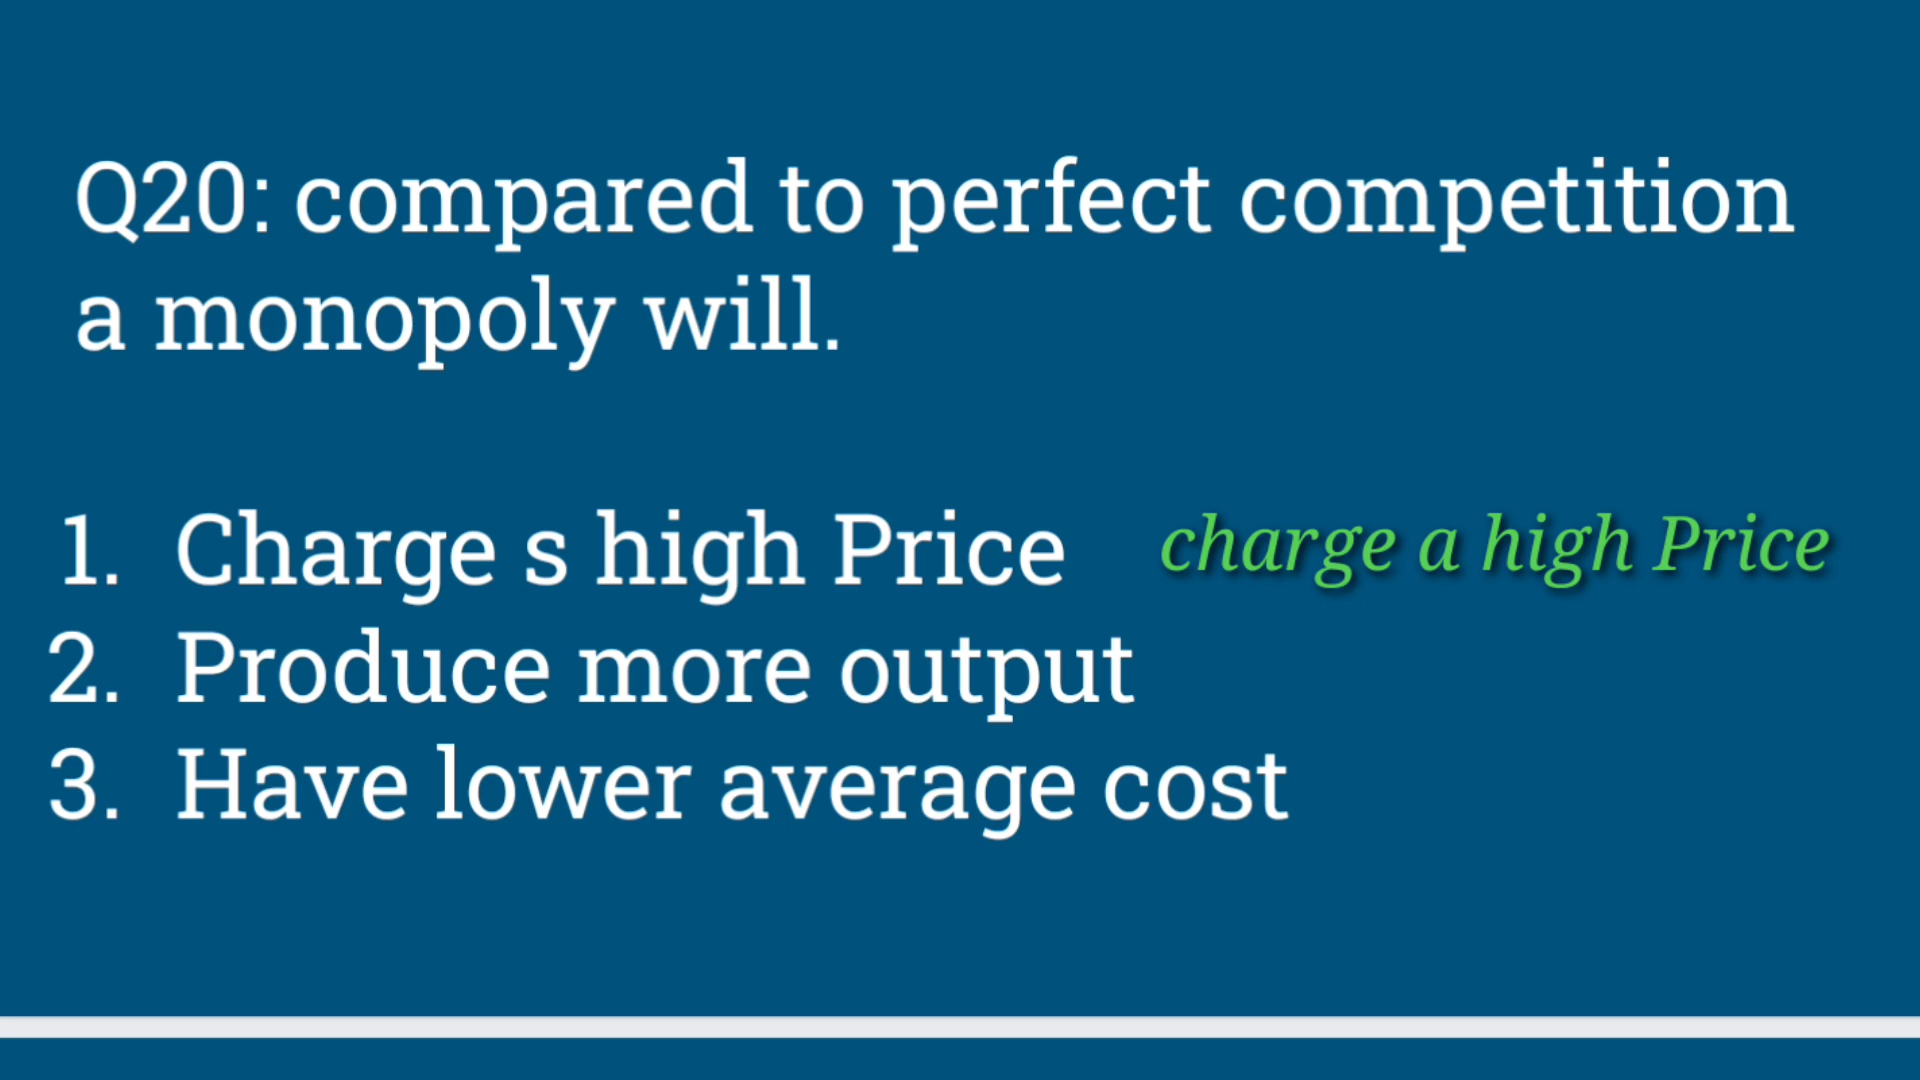 Q20: compared to perfect competition
a monopoly will.
1. Charge s high Price
charge a high Price
2. Produce more output
3. Have lower average cost